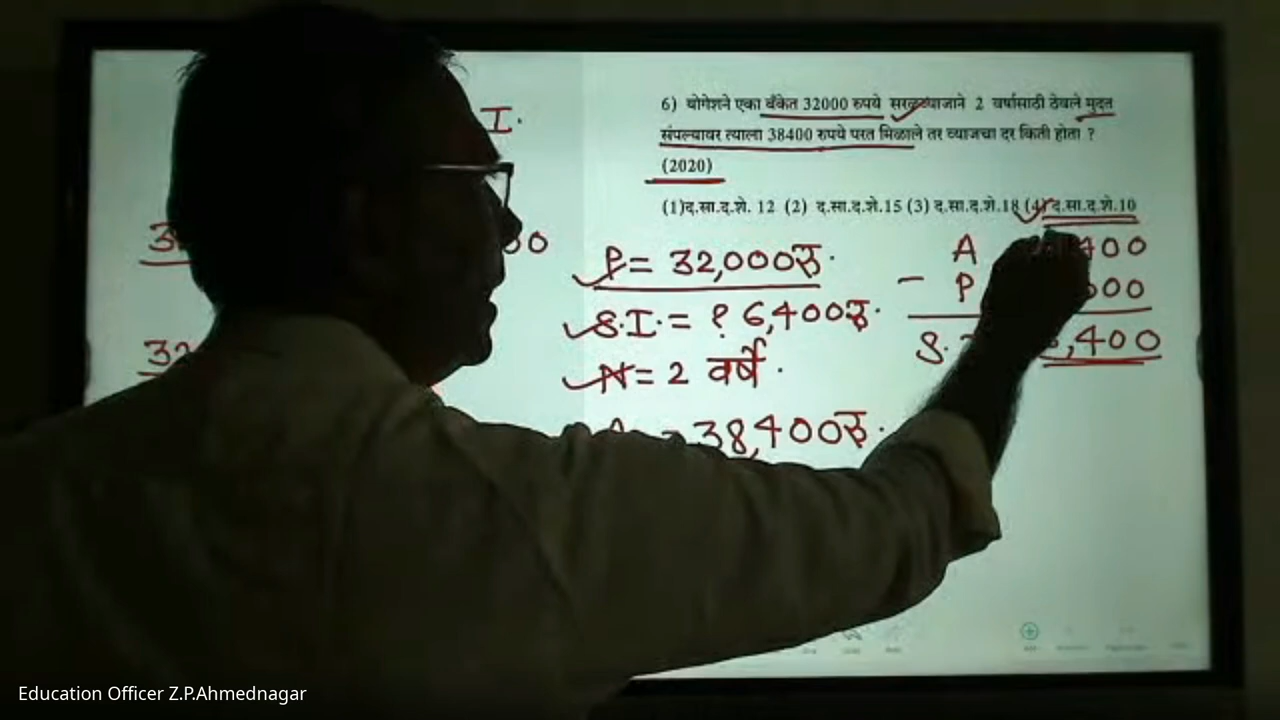 I.
6) योगेशने एका बँकेत 32000 रुपये सरळव्याजाने 2 वर्षासाठी ठेवले मुदत
संपल्यावर त्याला 38400 रुपये परत मिळाले तर व्याजचा दर किती होता ?
(2020)
(1)द.सा.द.शे. 12 (2) द.सा.द.शे.15 (3) द.सा.द.शे.18 (4) द.सा.द.शे.10
P = 32,000रु.
S.I. = ? 6,400रु.
N = 2 वर्षे.
= 38,400रु.
A 400
- P 000
S. ,400
Education Officer Z.P.Ahmednagar